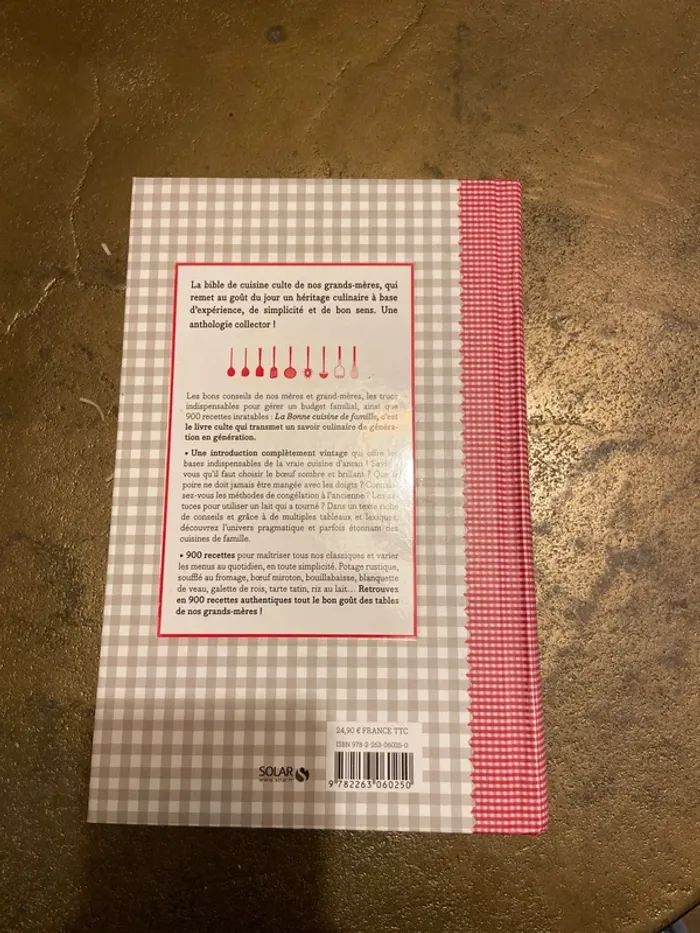 La bible de cuisine culte de nos grands-mères, qui
remet au goût du jour un héritage culinaire à base
d'expérience, de simplicité et de bon sens. Une
anthologie collector !
Les bons conseils de nos mères et grand-mères, les trucs
indispensables pour gérer un budget familial, ainsi que
900 recettes inratables : La Bonne cuisine de famille, c'est
le livre culte qui transmet un savoir culinaire de généra-
tion en génération.
• Une introduction complètement vintage qui offre les
bases indispensables de la vraie cuisine d'antan ! Saviez-
vous qu'il faut choisir le bœuf sombre et brillant ? Que la
poire ne doit jamais être mangée avec les doigts ? Connais-
sez-vous les méthodes de congélation à l'ancienne ? Les as-
tuces pour utiliser un lait qui a tourné ? Dans un texte riche
de conseils et grâce à de multiples tableaux et lexiques,
découvrez l'univers pragmatique et parfois étonnant des
cuisines de famille.
• 900 recettes pour maîtriser tous nos classiques et varier
les menus au quotidien, en toute simplicité. Potage rustique,
soufflé au fromage, bœuf miroton, bouillabaisse, blanquette
de veau, galette de rois, tarte tatin, riz au lait... Retrouvez
en 900 recettes authentiques tout le bon goût des tables
de nos grands-mères !
24,90 € FRANCE TTC
ISBN 978-2-263-06025-0
SOLAR
www.solar.fr
9 782263 060250